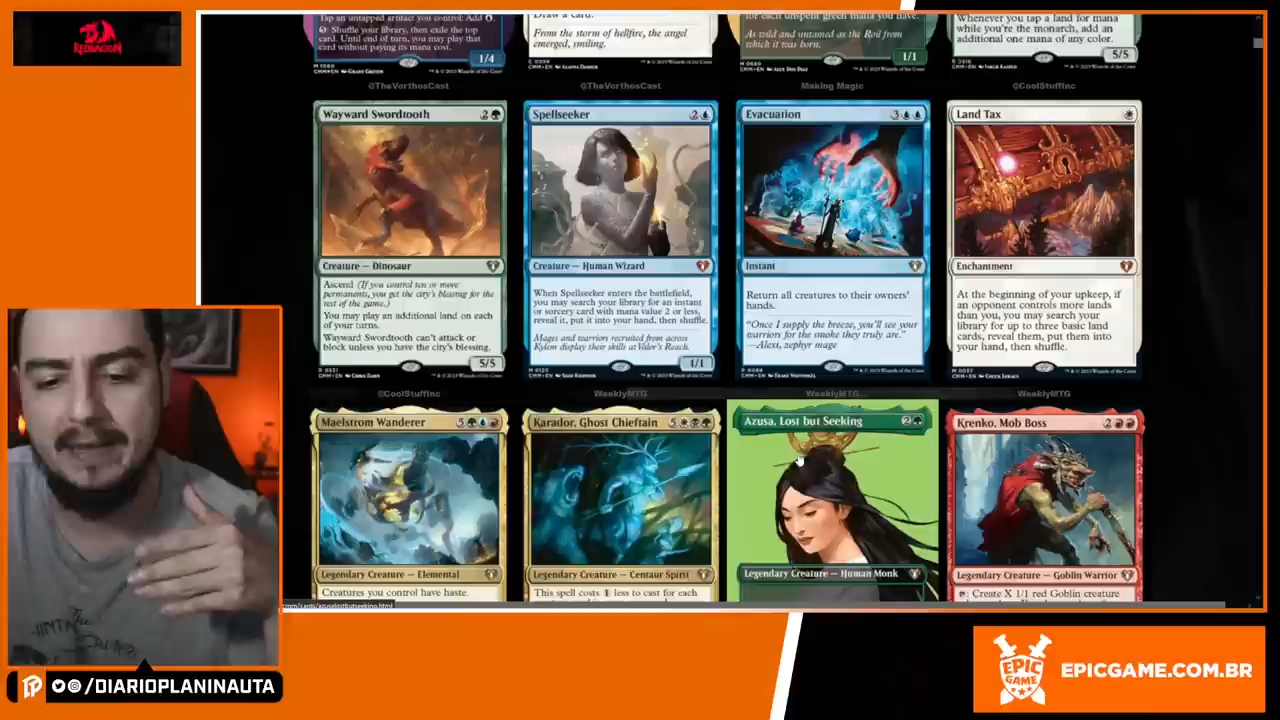 REDRAGON
Tap an untapped artifact you control: Add
Shuffle your library, then exile the top
card. Until end of turn, you may play that
card without paying its mana cost.
1/4
Draw a card.
From the storm of hellfire, the angel
emerged, smiling.
for each unspent green mana you have.
As wild and untamed as the Roil from
which it was born.
1/1
Whenever you tap a land for mana
while you're the monarch, add an
additional one mana of any color.
5/5
@TheVorthosCast
@TheVorthosCast
Making Magic
@CoolStuffInc
Wayward Swordtooth 2
Creature — Dinosaur
Ascend (If you control ten or more
permanents, you get the city's blessing for the
rest of the game.)
You may play an additional land on each
of your turns.
Wayward Swordtooth can't attack or
block unless you have the city's blessing.
5/5
Spellseeker 2
Creature — Human Wizard
When Spellseeker enters the battlefield,
you may search your library for an instant
or sorcery card with mana value 2 or less,
reveal it, put it into your hand, then shuffle.
Mages and warriors recruited from across
Kylem display their skills at Valor's Reach.
1/1
Evacuation 3
Instant
Return all creatures to their owners'
hands.
"Once I supply the breeze, you'll see your
warriors for the smoke they truly are."
—Alexi, zephyr mage
Land Tax
Enchantment
At the beginning of your upkeep, if
an opponent controls more lands
than you, you may search your
library for up to three basic land
cards, reveal them, put them into
your hand, then shuffle.
@CoolStuffInc
WeeklyMTG
WeeklyMTG
WeeklyMTG
Maelstrom Wanderer 5
Legendary Creature — Elemental
Creatures you control have haste.
Karador, Ghost Chieftain 5
Legendary Creature — Centaur Spirit
This spell costs 1 less to cast for each
Azusa, Lost but Seeking 2
Legendary Creature — Human Monk
Krenko, Mob Boss 2
Legendary Creature — Goblin Warrior
: Create X 1/1 red Goblin creature
/DIARIOPLANINAUTA
EPIC
GAME
EPICGAME.COM.BR